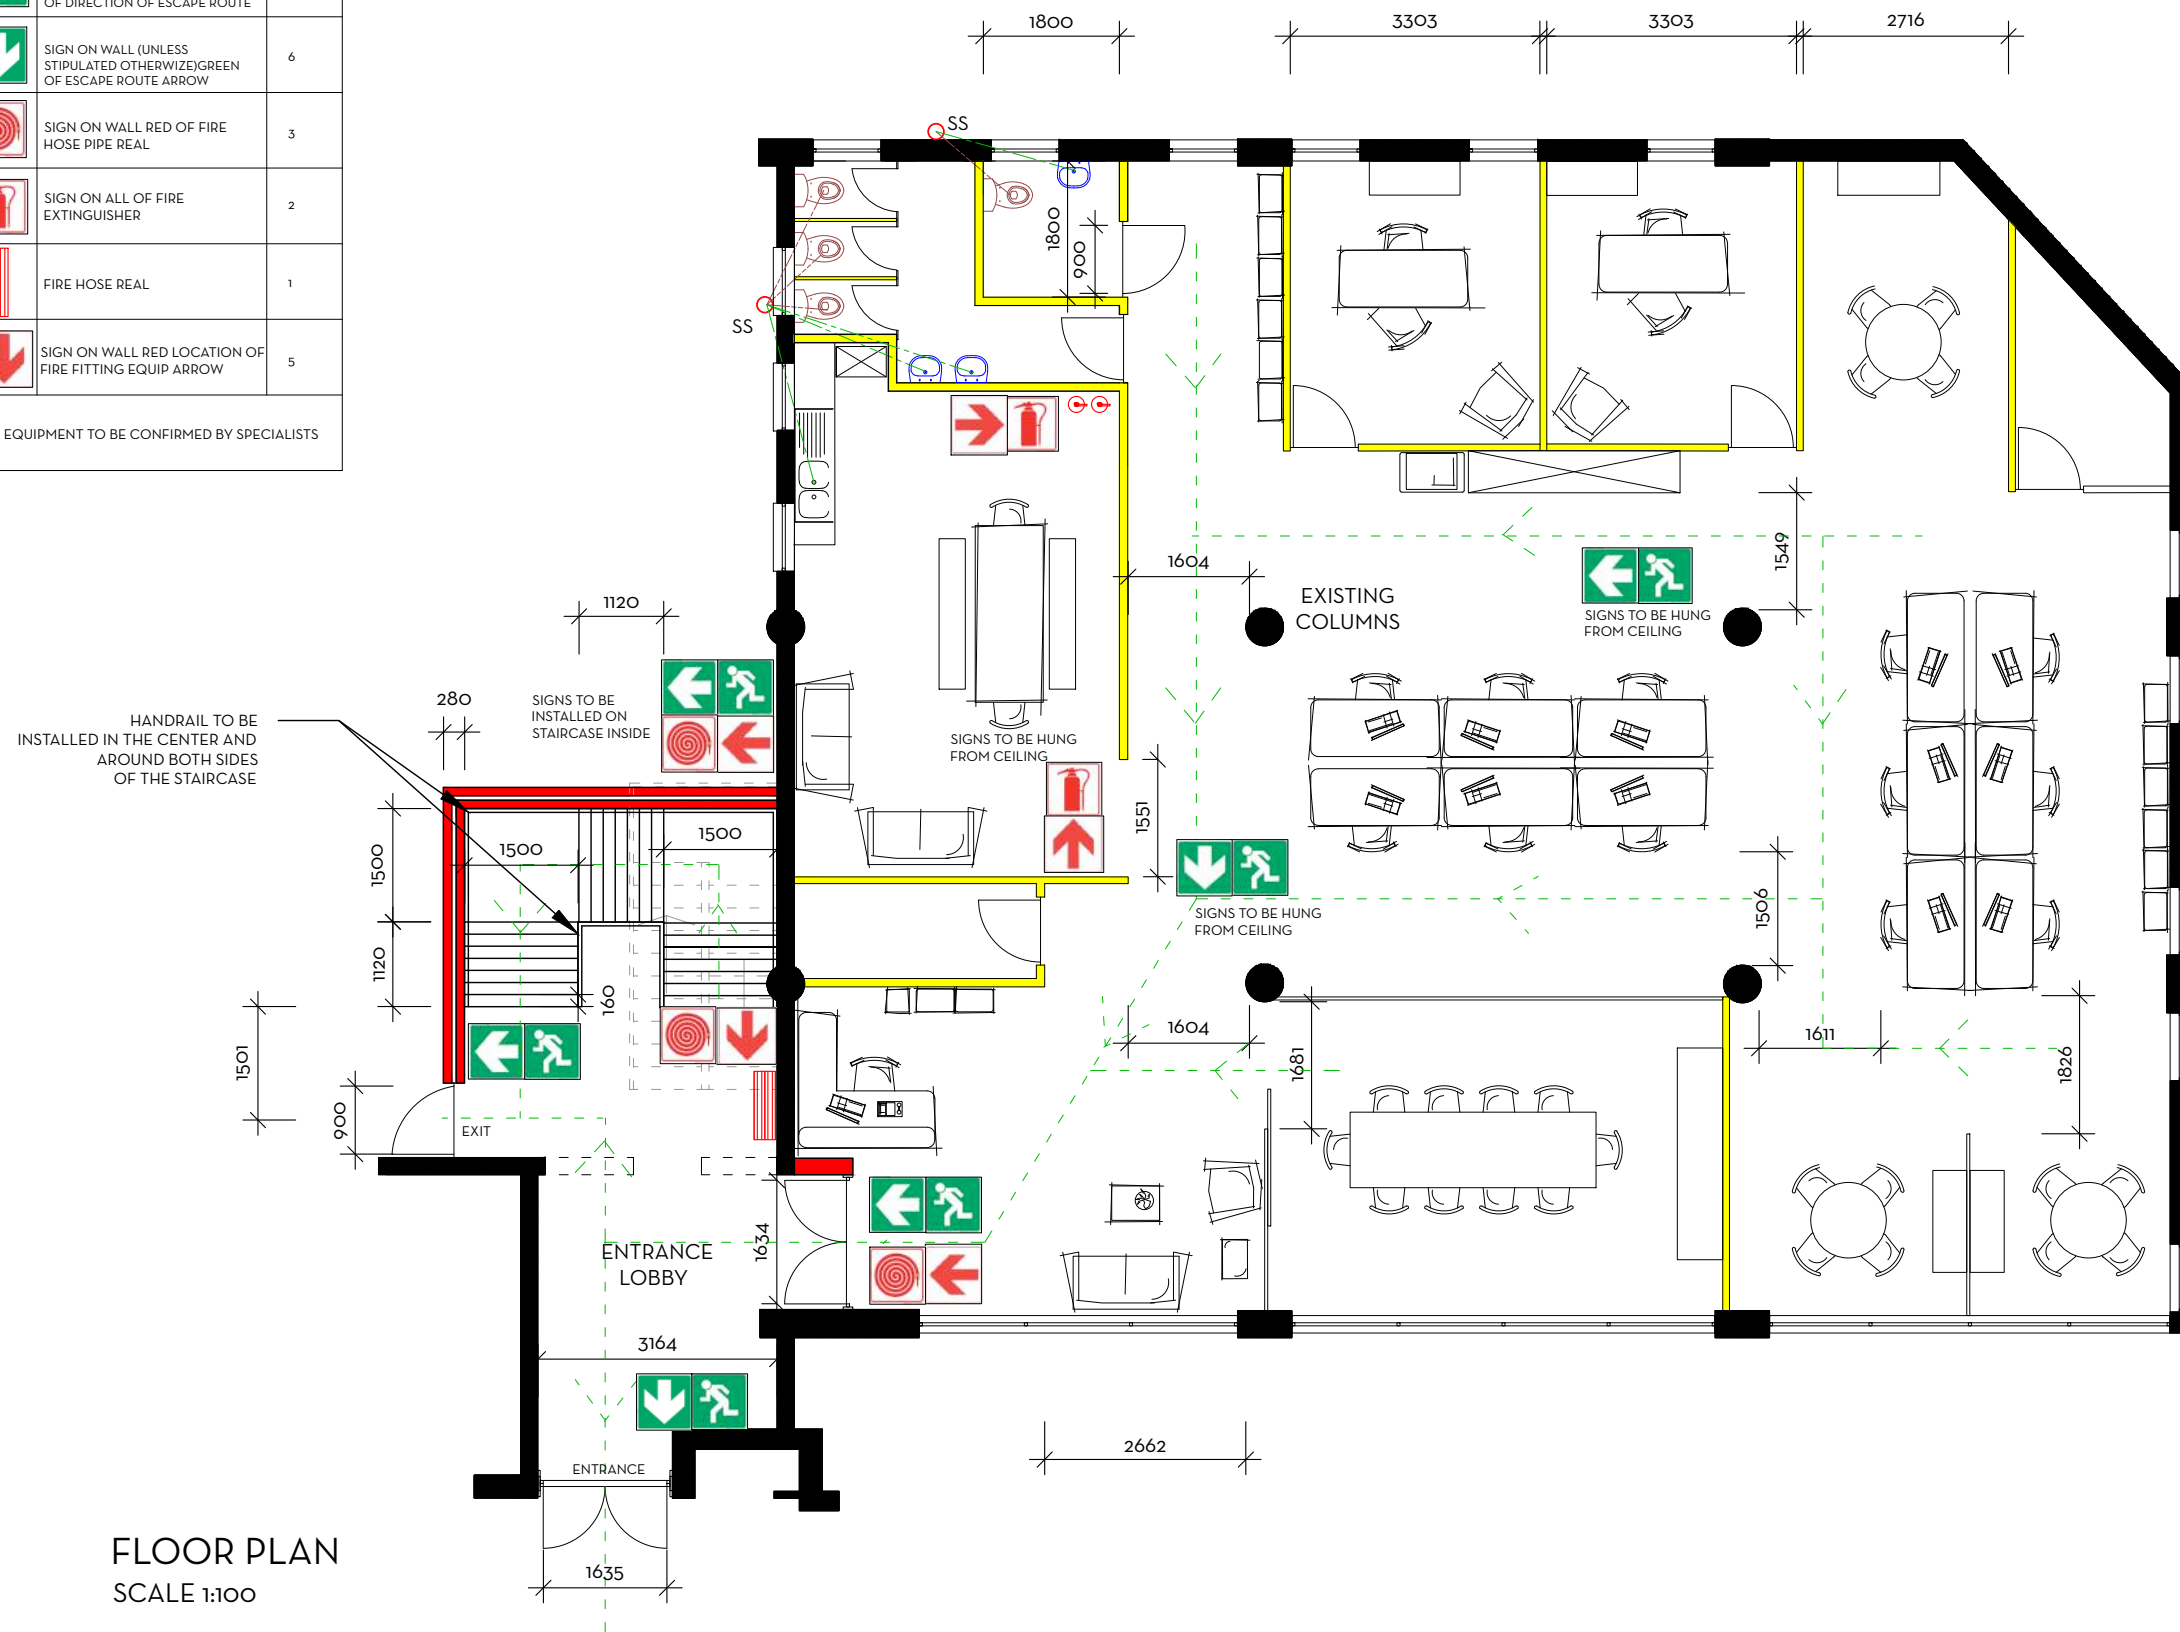 OF DIRECTION OF ESCAPE ROUTE
SIGN ON WALL (UNLESS
STIPULATED OTHERWIZE)GREEN
OF ESCAPE ROUTE ARROW
6
SIGN ON WALL RED OF FIRE
HOSE PIPE REAL
3
SIGN ON ALL OF FIRE
EXTINGUISHER
2
FIRE HOSE REAL
1
SIGN ON WALL RED LOCATION OF
FIRE FITTING EQUIP ARROW
5
EQUIPMENT TO BE CONFIRMED BY SPECIALISTS
1800
3303
3303
2716
SS
1800
900
SS
1604
EXISTING
COLUMNS
1549
SIGNS TO BE HUNG
FROM CEILING
1120
280
SIGNS TO BE
INSTALLED ON
STAIRCASE INSIDE
HANDRAIL TO BE
INSTALLED IN THE CENTER AND
AROUND BOTH SIDES
OF THE STAIRCASE
SIGNS TO BE HUNG
FROM CEILING
1551
1500
1500
1500
1120
160
SIGNS TO BE HUNG
FROM CEILING
1506
1604
1681
1611
1826
1501
900
EXIT
1634
ENTRANCE
LOBBY
3164
2662
ENTRANCE
1635
FLOOR PLAN
SCALE 1:100